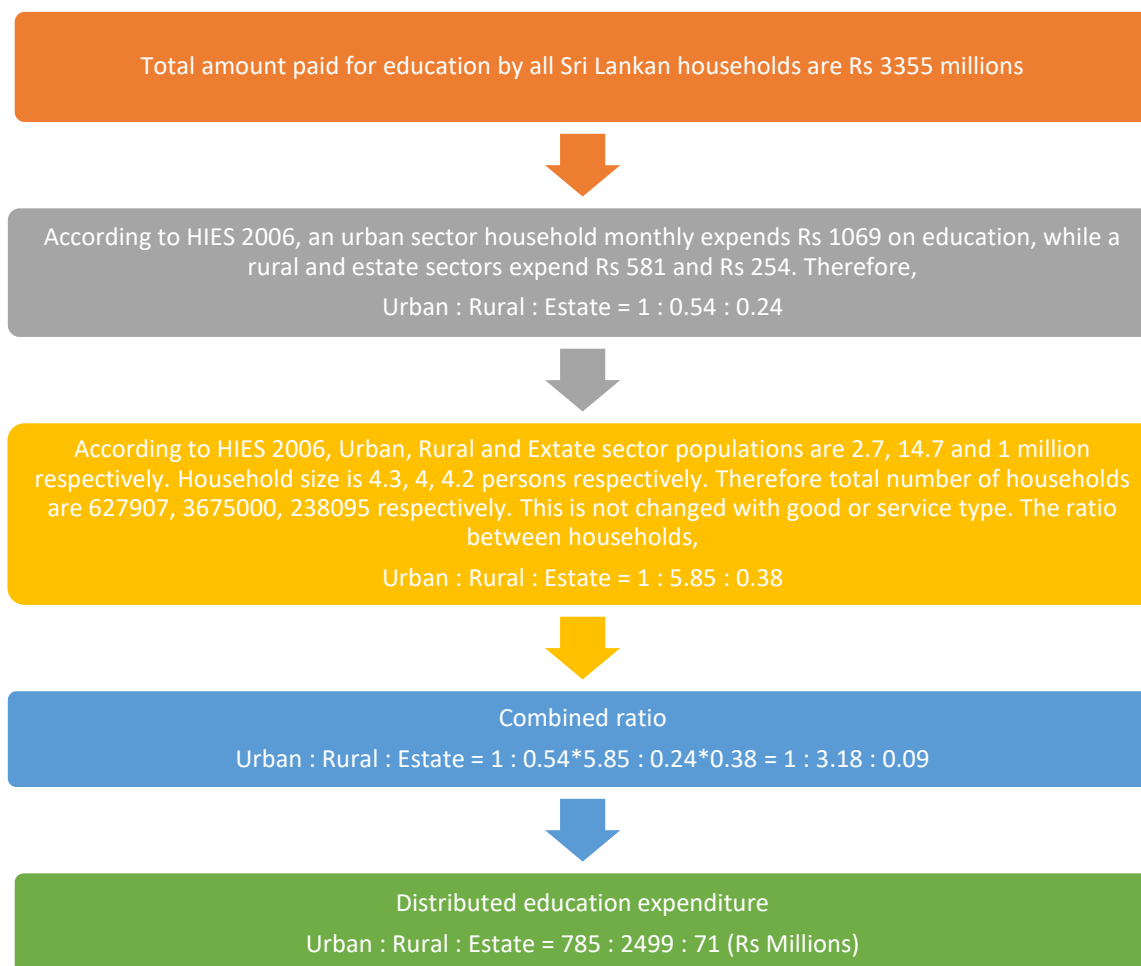 Total amount paid for education by all Sri Lankan households are Rs 3355 millions
According to HIES 2006, an urban sector household monthly expends Rs 1069 on education, while a
rural and estate sectors expend Rs 581 and Rs 254. Therefore,
Urban : Rural : Estate = 1 : 0.54 : 0.24
According to HIES 2006, Urban, Rural and Extate sector populations are 2.7, 14.7 and 1 million
respectively. Household size is 4.3, 4, 4.2 persons respectively. Therefore total number of households
are 627907, 3675000, 238095 respectively. This is not changed with good or service type. The ratio
between households,
Urban : Rural : Estate = 1 : 5.85 : 0.38
Combined ratio
Urban : Rural : Estate = 1 : 0.54*5.85 : 0.24*0.38 = 1 : 3.18 : 0.09
Distributed education expenditure
Urban : Rural : Estate = 785 : 2499 : 71 (Rs Millions)